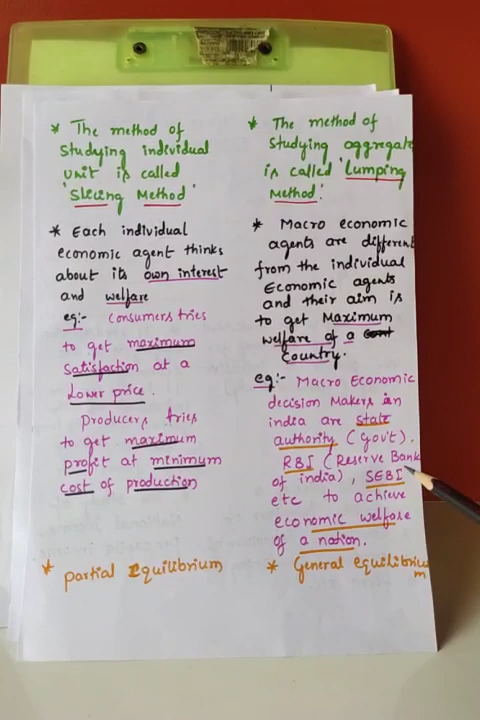 * The method of
studying individual
unit is called
'Slicing Method'
* Each individual
economic agent thinks
about its own interest
and welfare
eg:- Consumers tries
to get maximum
satisfaction at a
Lower price.
Producers tries
to get maximum
profit at minimum
cost of production
* partial Equilibrium
* The method of
studying aggregate
is called 'Lumping
Method'.
* Macro economic
agents are different
from the individual
Economic agents
and their aim is
to get Maximum
welfare of a
Country.
eg:- Macro Economic
decision Makers in
india are state
authority (Gov't).
RBI (Reserve Bank
of india), SEBI
etc to achieve
economic welfare
of a nation.
* General equilibrium